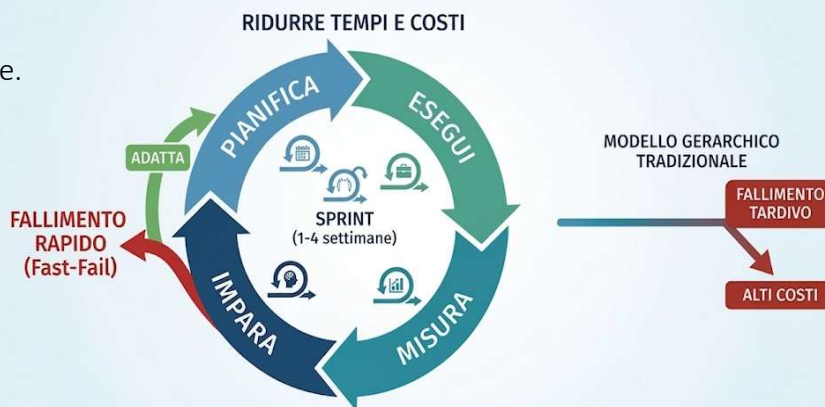 RIDURRE TEMPI E COSTI
e.
PIANIFICA
ESEGUI
MISURA
IMPARA
ADATTA
FALLIMENTO
RAPIDO
(Fast-Fail)
SPRINT
(1-4 settimane)
MODELLO GERARCHICO
TRADIZIONALE
FALLIMENTO
TARDIVO
ALTI COSTI